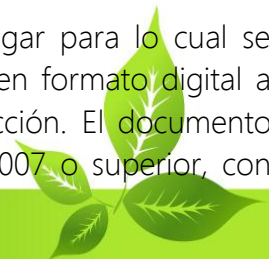 gar para lo cual se
en formato digital a
cción. El documento
007 o superior, con